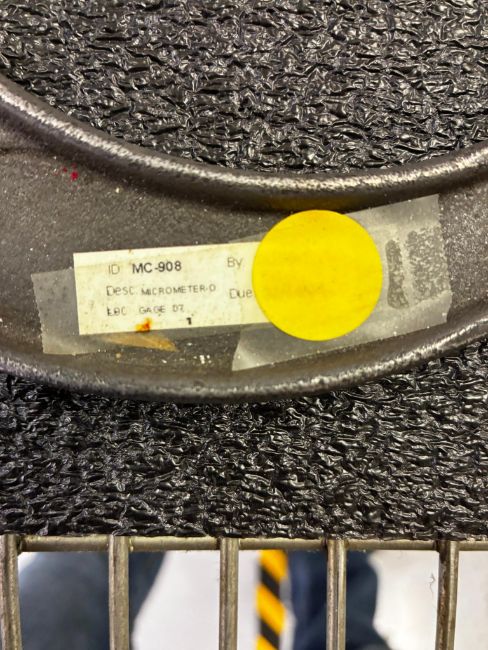 ID MC-908 By
Desc MICROMETER-O Due
LOC GAGE 07
1